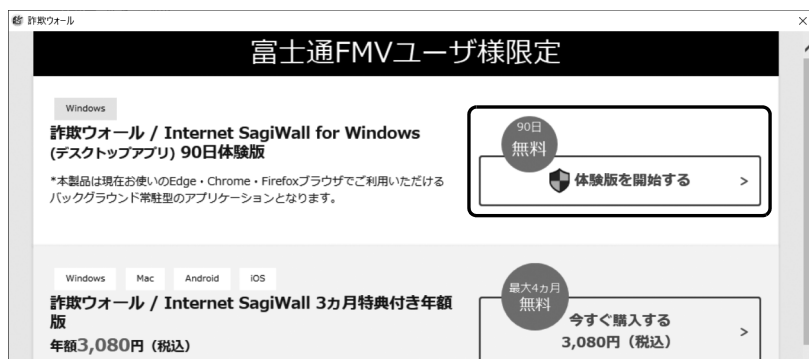 詐欺ウォール
富士通FMVユーザ様限定
Windows
詐欺ウォール / Internet SagiWall for Windows
(デスクトップアプリ) 90日体験版
*本製品は現在お使いのEdge・Chrome・Firefoxブラウザでご利用いただける
バックグラウンド常駐型のアプリケーションとなります。
90日
無料
体験版を開始する >
Windows Mac Android iOS
詐欺ウォール / Internet SagiWall 3ヵ月特典付き年額
版
年額3,080円（税込）
最大4ヵ月
無料
今すぐ購入する
3,080円（税込） >